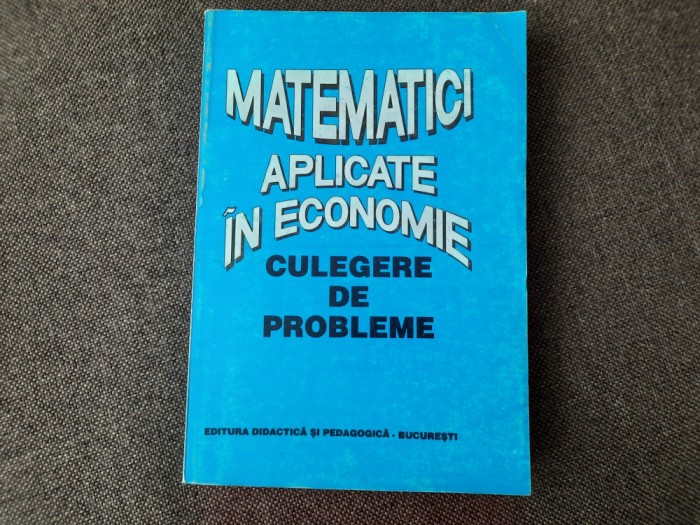 MATEMATICI
APLICATE
ÎN ECONOMIE
CULEGERE
DE
PROBLEME
EDITURA DIDACTICĂ ȘI PEDAGOGICĂ - BUCUREȘTI